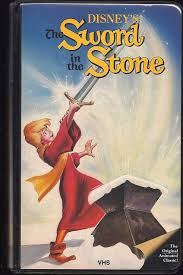 DISNEY'S
The Sword
in the
Stone
The
Original
Animated
Classic!
VHS